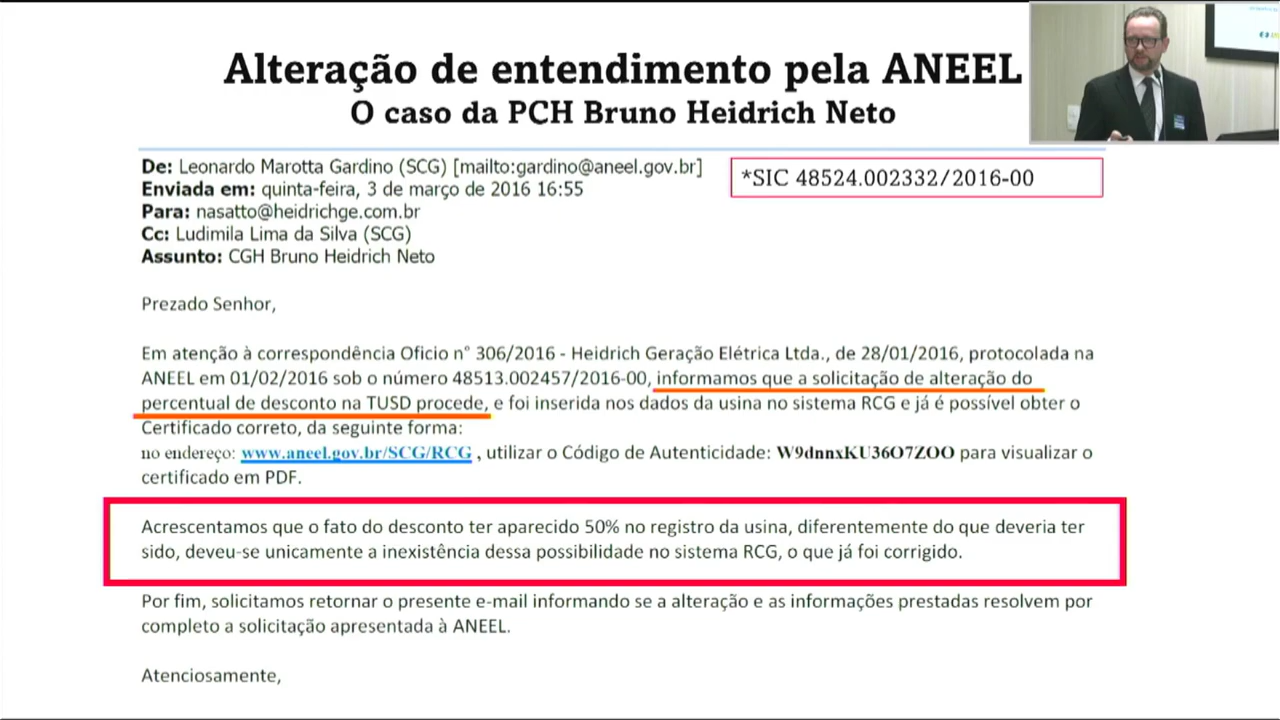 Alteração de entendimento pela ANEEL
O caso da PCH Bruno Heidrich Neto
De: Leonardo Marotta Gardino (SCG) [mailto:gardino@aneel.gov.br]
*SIC 48524.002332/2016-00
Enviada em: quinta-feira, 3 de março de 2016 16:55
Para: nasatto@heidrichge.com.br
Cc: Ludimila Lima da Silva (SCG)
Assunto: CGH Bruno Heidrich Neto
Prezado Senhor,
Em atenção à correspondência Oficio n° 306/2016 - Heidrich Geração Elétrica Ltda., de 28/01/2016, protocolada na
ANEEL em 01/02/2016 sob o número 48513.002457/2016-00, informamos que a solicitação de alteração do
percentual de desconto na TUSD procede, e foi inserida nos dados da usina no sistema RCG e já é possível obter o
Certificado correto, da seguinte forma:
no endereço: www.aneel.gov.br/SCG/RCG , utilizar o Código de Autenticidade: W9dnnxKU36O7ZOO para visualizar o
certificado em PDF.
Acrescentamos que o fato do desconto ter aparecido 50% no registro da usina, diferentemente do que deveria ter
sido, deveu-se unicamente a inexistência dessa possibilidade no sistema RCG, o que já foi corrigido.
Por fim, solicitamos retornar o presente e-mail informando se a alteração e as informações prestadas resolvem por
completo a solicitação apresentada à ANEEL.
Atenciosamente,